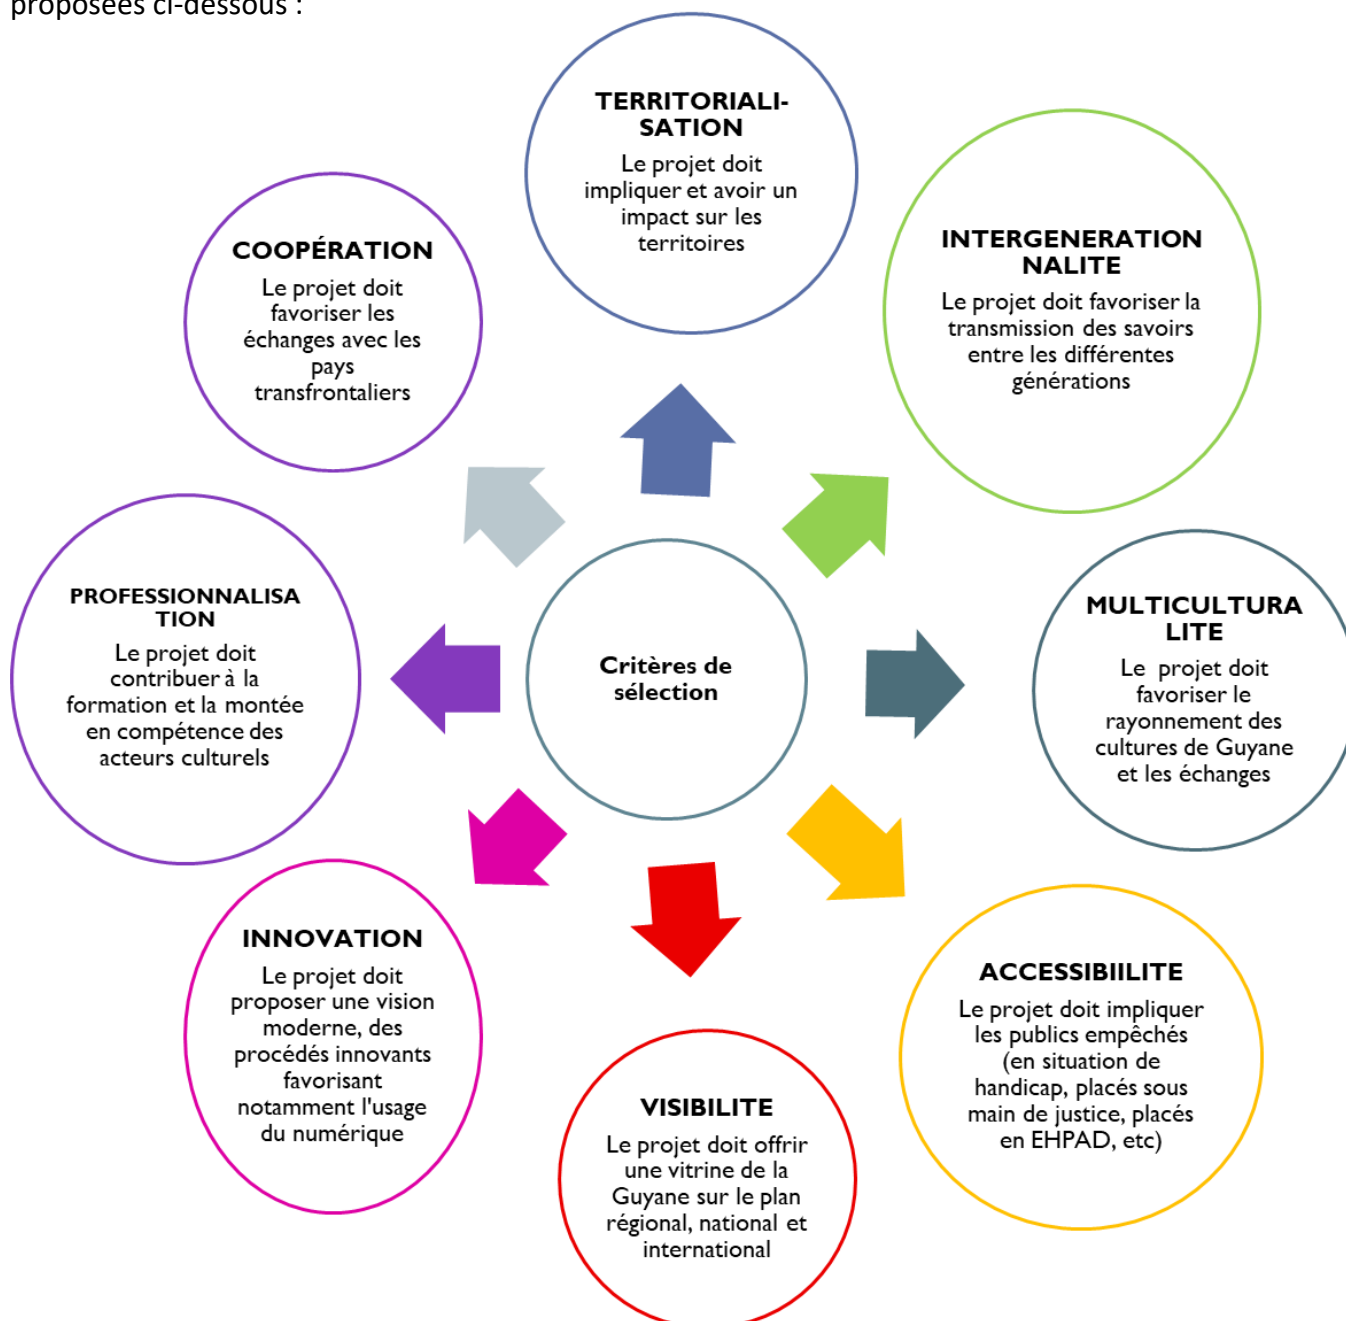 proposées ci-dessous :
TERRITORIALI-
SATION
Le projet doit
impliquer et avoir un
impact sur les
territoires
INTERGENERATION
NALITE
Le projet doit favoriser la
transmission des savoirs
entre les différentes
générations
MULTICULTURA
LITE
Le projet doit
favoriser le
rayonnement des
cultures de Guyane
et les échanges
ACCESSIBIILITE
Le projet doit impliquer
les publics empêchés
(en situation de
handicap, placés sous
main de justice, placés
en EHPAD, etc)
VISIBILITE
Le projet doit offrir
une vitrine de la
Guyane sur le plan
régional, national et
international
INNOVATION
Le projet doit
proposer une vision
moderne, des
procédés innovants
favorisant
notamment l'usage
du numérique
PROFESSIONNALISA
TION
Le projet doit
contribuer à la
formation et la montée
en compétence des
acteurs culturels
COOPÉRATION
Le projet doit
favoriser les
échanges avec les
pays
transfrontaliers
Critères de
sélection